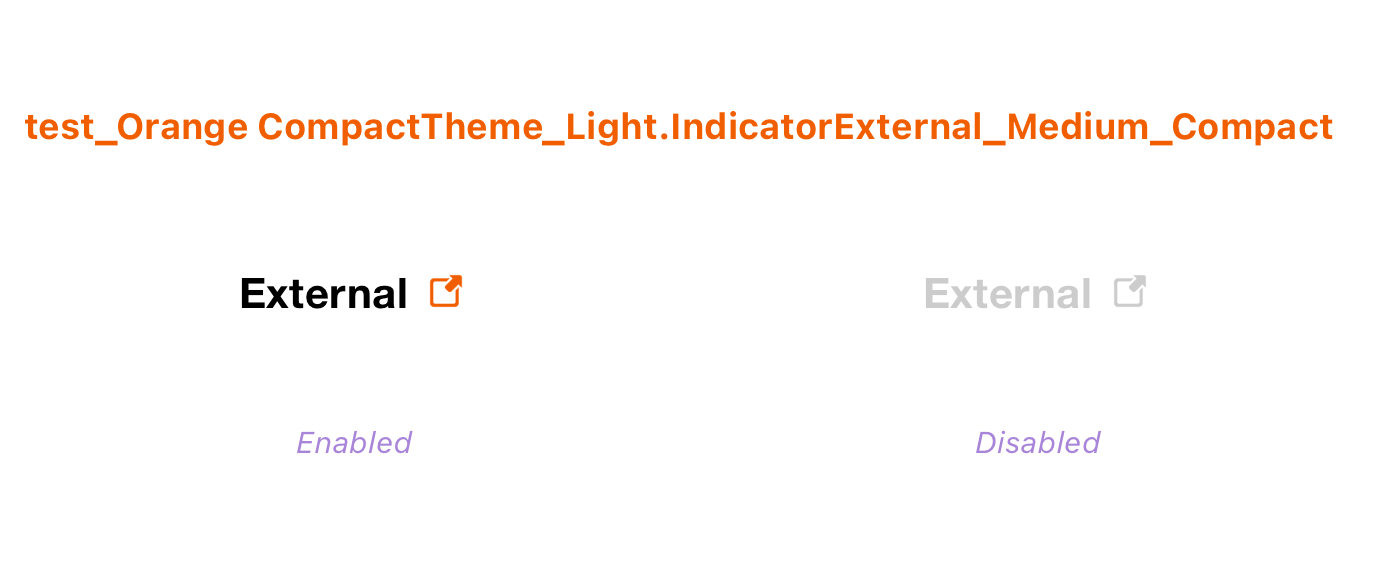 test_Orange CompactTheme_Light.IndicatorExternal_Medium_Compact
External External
Enabled Disabled